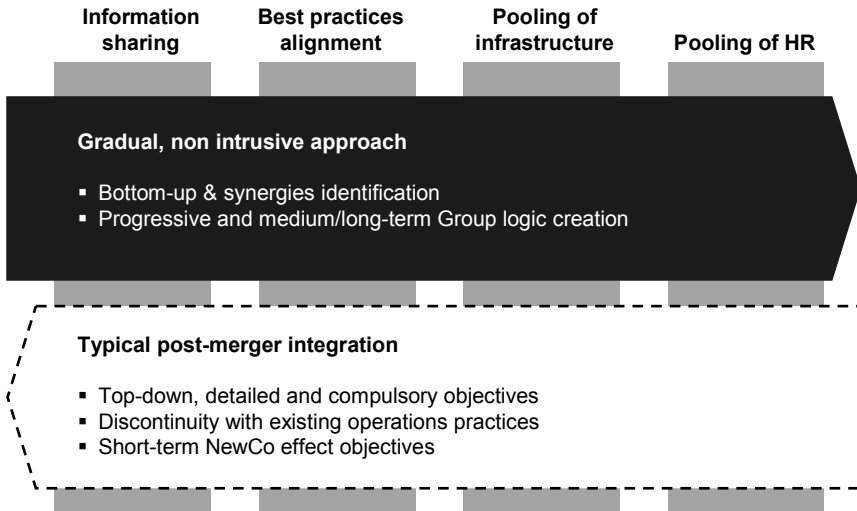 Information
sharing
Best practices
alignment
Pooling of
infrastructure
Pooling of HR
Gradual, non intrusive approach
▪ Bottom-up & synergies identification
▪ Progressive and medium/long-term Group logic creation
Typical post-merger integration
▪ Top-down, detailed and compulsory objectives
▪ Discontinuity with existing operations practices
▪ Short-term NewCo effect objectives